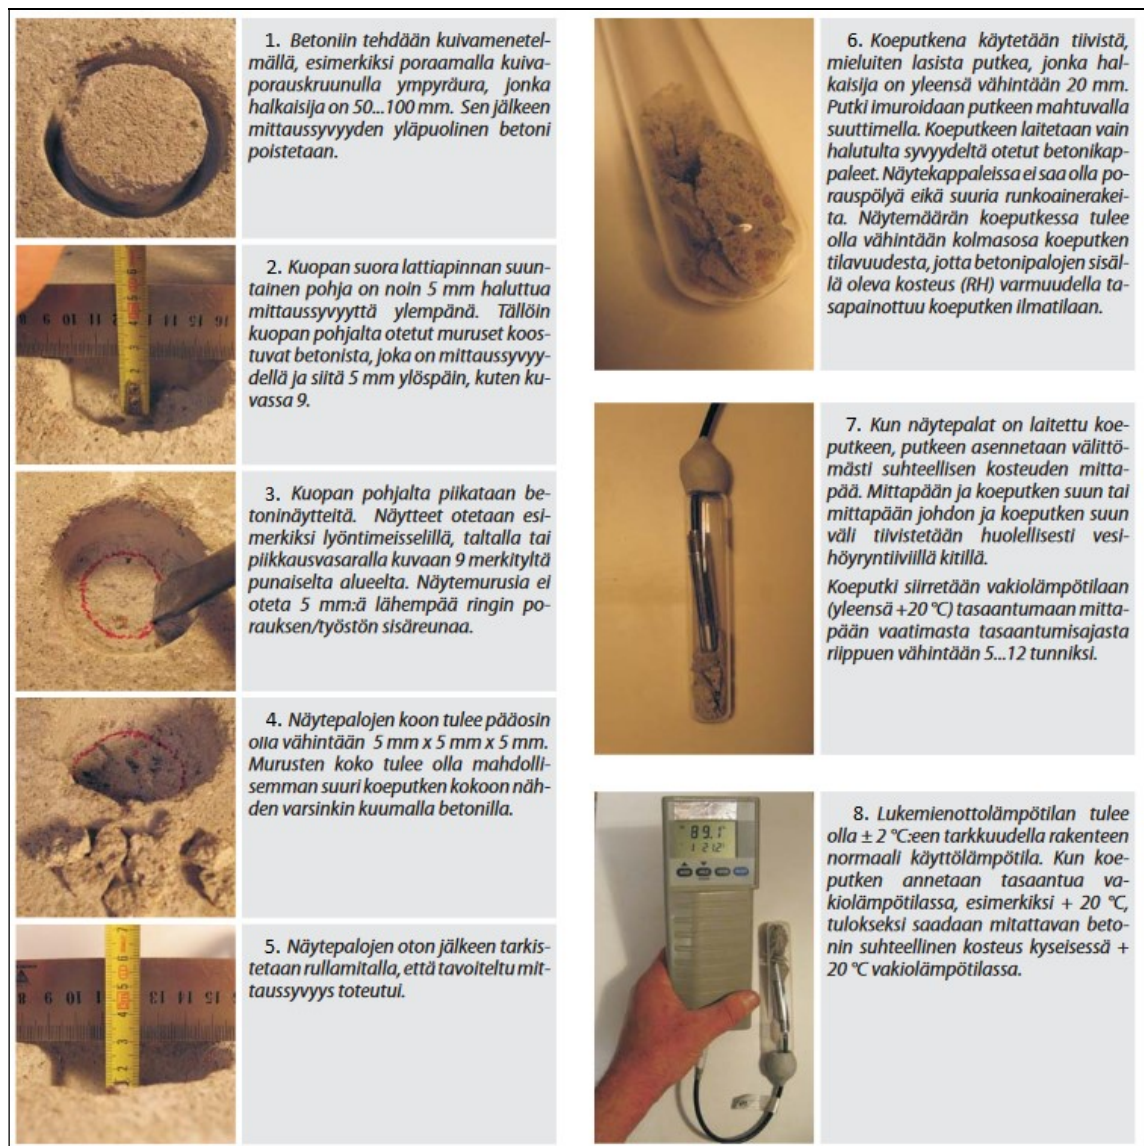 1. Betoniin tehdään kuivamenetel-
mällä, esimerkiksi poraamalla kuiva-
porauskruunulla ympyräura, jonka
halkaisija on 50...100 mm. Sen jälkeen
mittaussyvyyden yläpuolinen betoni
poistetaan.
2. Kuopan suora lattiapinnan suun-
tainen pohja on noin 5 mm haluttua
mittaussyvyyttä ylempänä. Tällöin
kuopan pohjalta otetut muruset koos-
tuvat betonista, joka on mittaussyvyy-
dellä ja siitä 5 mm ylöspäin, kuten ku-
vassa 9.
3. Kuopan pohjalta piikataan be-
toninäytteitä. Näytteet otetaan esi-
merkiksi lyöntimeisselillä, taltalla tai
piikkausvasaralla kuvaan 9 merkityltä
punaiselta alueelta. Näytemurusia ei
oteta 5 mm:ä lähempää ringin po-
rauksen/työstön sisäreunaa.
4. Näytepalojen koon tulee pääosin
olla vähintään 5 mm x 5 mm x 5 mm.
Murusten koko tulee olla mahdolli-
semman suuri koeputken kokoon näh-
den varsinkin kuumalla betonilla.
5. Näytepalojen oton jälkeen tarkis-
tetaan rullamitalla, että tavoiteltu mit-
taussyvyys toteutui.
6. Koeputkena käytetään tiivistä,
mieluiten lasista putkea, jonka hal-
kaisija on yleensä vähintään 20 mm.
Putki imuroidaan putkeen mahtuvalla
suuttimella. Koeputkeen laitetaan vain
halutulta syvyydeltä otetut betonikap-
paleet. Näytekappaleissa ei saa olla po-
rauspölyä eikä suuria runkoainerakei-
ta. Näytemäärän koeputkessa tulee
olla vähintään kolmasosa koeputken
tilavuudesta, jotta betonipalojen sisäl-
lä oleva kosteus (RH) varmuudella ta-
sapainottuu koeputken ilmatilaan.
7. Kun näytepalat on laitettu koe-
putkeen, putkeen asennetaan välittö-
mästi suhteellisen kosteuden mitta-
pää. Mittapään ja koeputken suun tai
mittapään johdon ja koeputken suun
väli tiivistetään huolellisesti vesi-
höyryntiiviillä kitillä.
Koeputki siirretään vakiolämpötilaan
(yleensä +20 °C) tasaantumaan mitta-
pään vaatimasta tasaantumisajasta
riippuen vähintään 5...12 tunniksi.
89.1
21.2°
8. Lukemienottolämpötilan tulee
olla ± 2 °C:een tarkkuudella rakenteen
normaali käyttölämpötila. Kun koe-
putken annetaan tasaantua va-
kiolämpötilassa, esimerkiksi + 20 °C,
tulokseksi saadaan mitattavan beto-
nin suhteellinen kosteus kyseisessä +
20 °C vakiolämpötilassa.